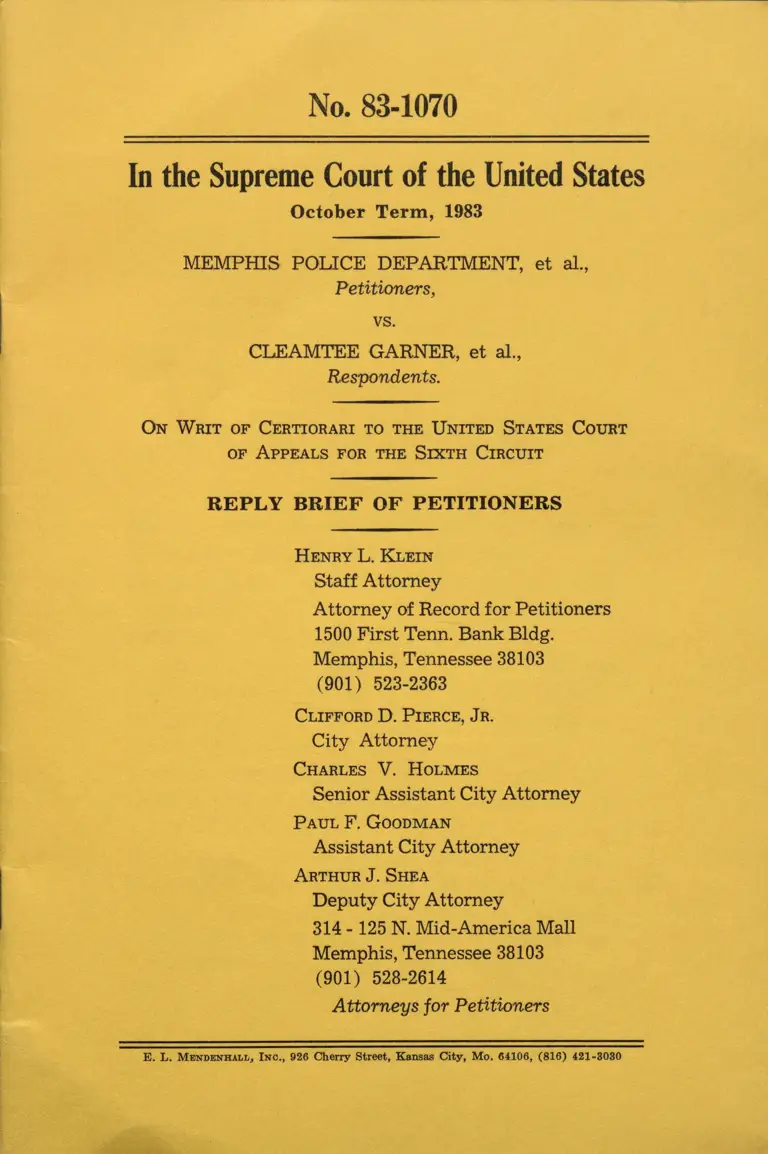 No. 83-1070
In the Supreme Court of the United States
October Term, 1983
MEMPHIS POLICE DEPARTMENT, et al.,
Petitioners,
vs.
CLEAMTEE GARNER, et al.,
Respondents.
ON WRIT OF CERTIORARI TO THE UNITED STATES COURT
OF APPEALS FOR THE SIXTH CIRCUIT
REPLY BRIEF OF PETITIONERS
HENRY L. KLEIN
Staff Attorney
Attorney of Record for Petitioners
1500 First Tenn. Bank Bldg.
Memphis, Tennessee 38103
(901) 523-2363
CLIFFORD D. PIERCE, JR.
City Attorney
CHARLES V. HOLMES
Senior Assistant City Attorney
PAUL F. GOODMAN
Assistant City Attorney
ARTHUR J. SHEA
Deputy City Attorney
314 - 125 N. Mid-America Mall
Memphis, Tennessee 38103
(901) 528-2614
Attorneys for Petitioners
E. L. MENDENHALL, INC., 926 Cherry Street, Kansas City, Mo. 64106, (816) 421-3030